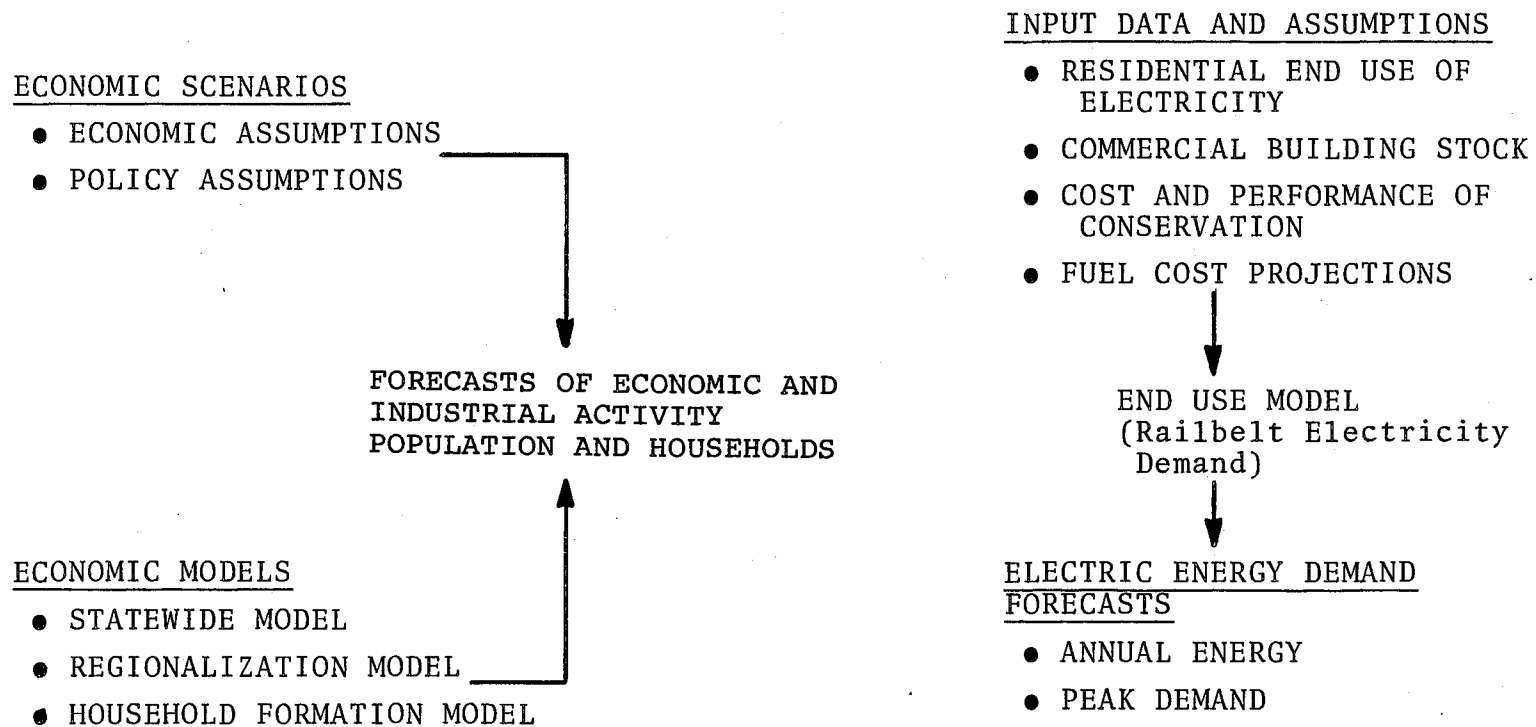 ECONOMIC SCENARIOS
● ECONOMIC ASSUMPTIONS
● POLICY ASSUMPTIONS
FORECASTS OF ECONOMIC AND
INDUSTRIAL ACTIVITY
POPULATION AND HOUSEHOLDS
ECONOMIC MODELS
● STATEWIDE MODEL
● REGIONALIZATION MODEL
● HOUSEHOLD FORMATION MODEL
INPUT DATA AND ASSUMPTIONS
● RESIDENTIAL END USE OF
ELECTRICITY
● COMMERCIAL BUILDING STOCK
● COST AND PERFORMANCE OF
CONSERVATION
● FUEL COST PROJECTIONS
END USE MODEL
(Railbelt Electricity
Demand)
ELECTRIC ENERGY DEMAND
FORECASTS
● ANNUAL ENERGY
● PEAK DEMAND